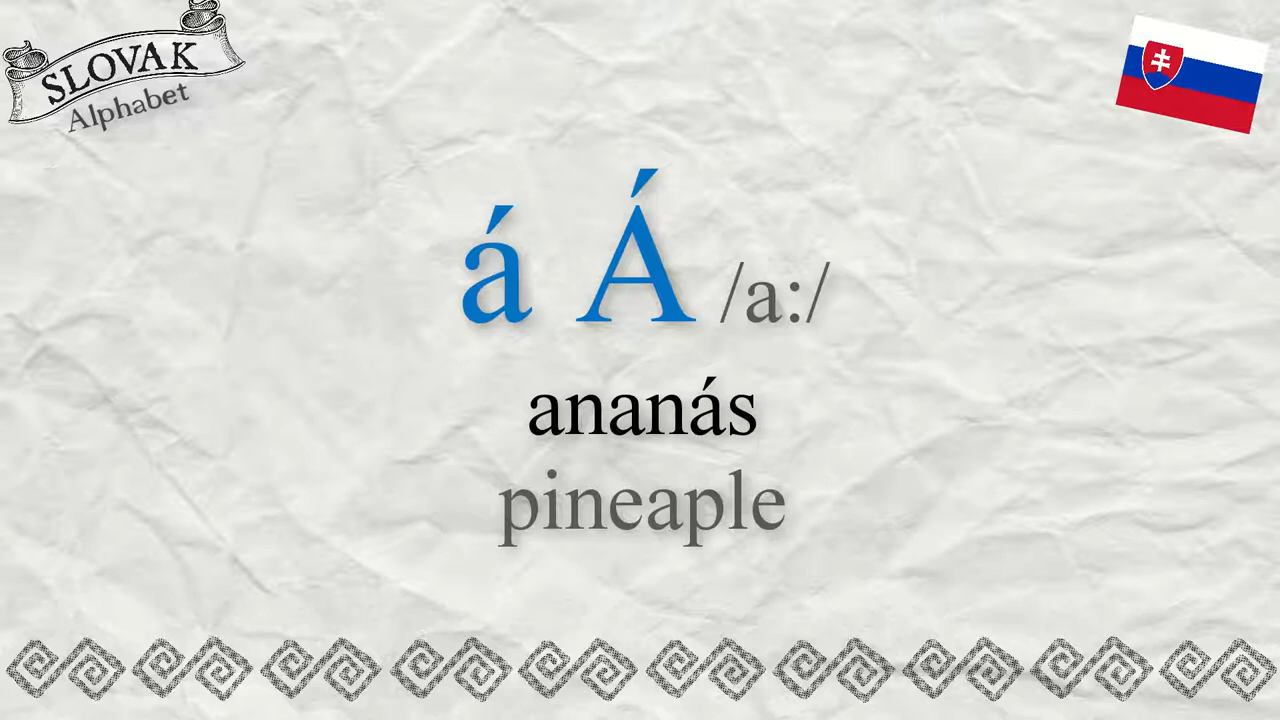 SLOVAK
Alphabet
á Á /a:/
ananás
pineaple